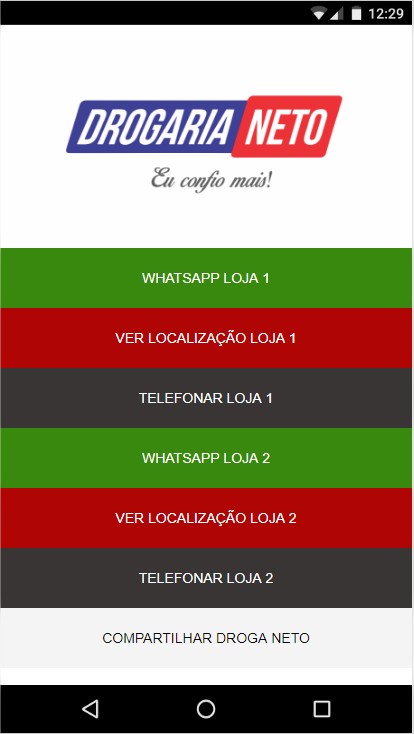 12:29
DROGARIA NETO
Eu confio mais!
WHATSAPP LOJA 1
VER LOCALIZAÇÃO LOJA 1
TELEFONAR LOJA 1
WHATSAPP LOJA 2
VER LOCALIZAÇÃO LOJA 2
TELEFONAR LOJA 2
COMPARTILHAR DROGA NETO